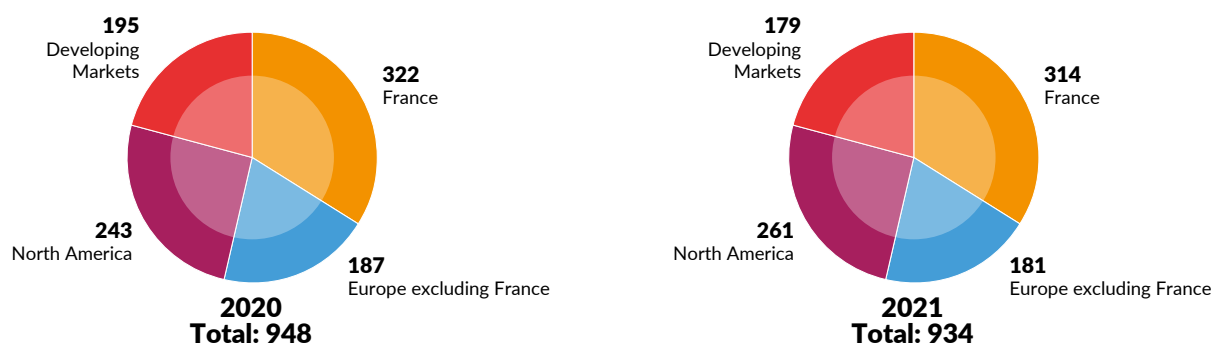 195
Developing
Markets
322
France
243
North America
187
Europe excluding France
2020
Total: 948
179
Developing
Markets
314
France
261
North America
181
Europe excluding France
2021
Total: 934